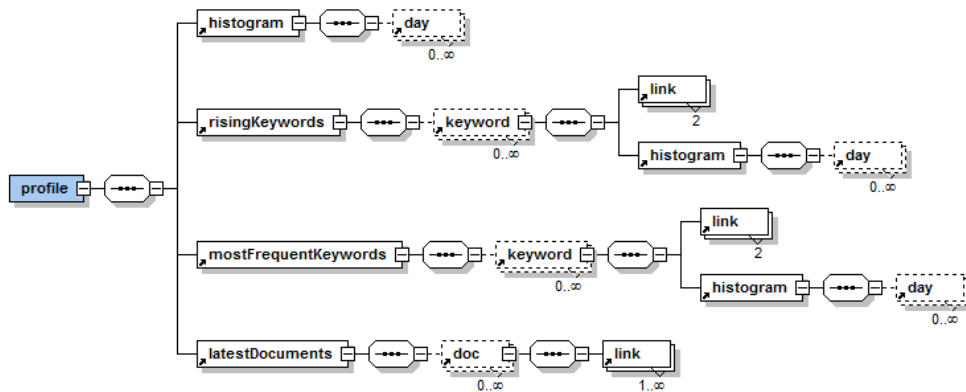 histogram
day
0..∞
link
2
risingKeywords
keyword
0..∞
histogram
day
0..∞
profile
link
2
mostFrequentKeywords
keyword
0..∞
histogram
day
0..∞
latestDocuments
doc
0..∞
link
1..∞